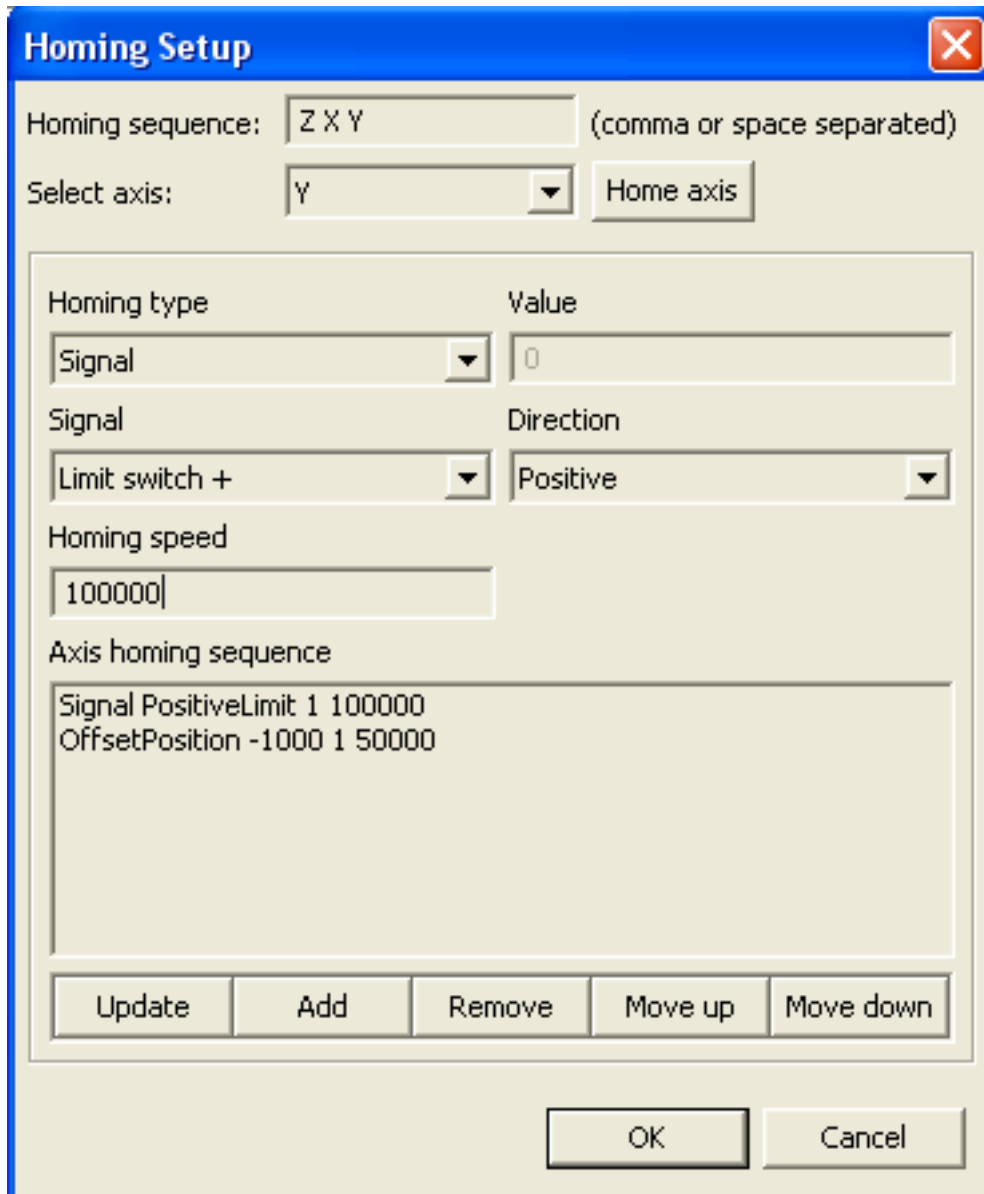 Homing Setup
Homing sequence: Z X Y (comma or space separated)
Select axis: Y Home axis
Homing type Value
Signal 0
Signal Direction
Limit switch + Positive
Homing speed
100000
Axis homing sequence
Signal PositiveLimit 1 100000
OffsetPosition -1000 1 50000
Update Add Remove Move up Move down
OK Cancel